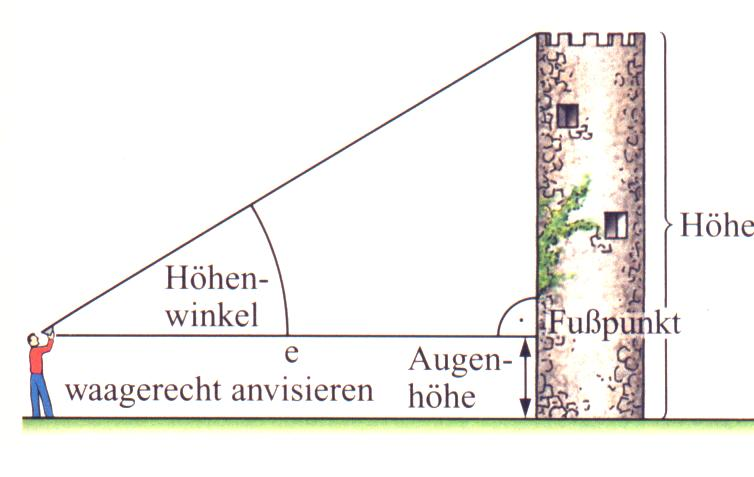 Höhe
Höhen-
winkel
Fußpunkt
e
Augen-
höhe
waagerecht anvisieren